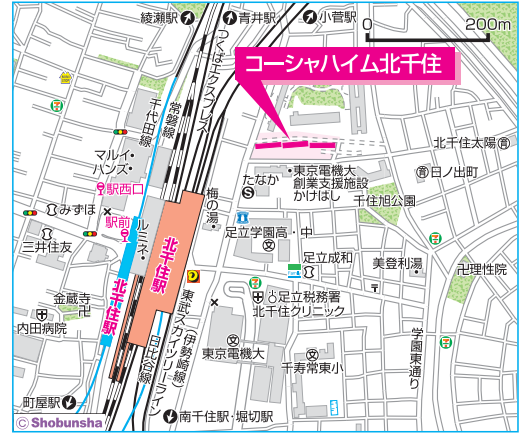 綾瀬駅
青井駅
小菅駅
0 200m
つくばエクスプレス
コーシャハイム北千住
常磐線
千代田線
北千住太陽
マルイ・
ハンズ・
駅西口
たなか
東京電機大
創業支援施設
かけはし
日ノ出町
千住旭公園
みずほ
駅前
ルミネ
梅の湯
足立学園高・中
三井住友
北千住駅
北千住駅
足立成和
美登利湯
卍理性院
金蔵寺
卍
内田病院
足立税務署
北千住クリニック
東武スカイツリーライン
(伊勢崎線)
日比谷線
東京電機大
千寿常東小
学園東通り
町屋駅
南千住駅・堀切駅
© Shobunsha